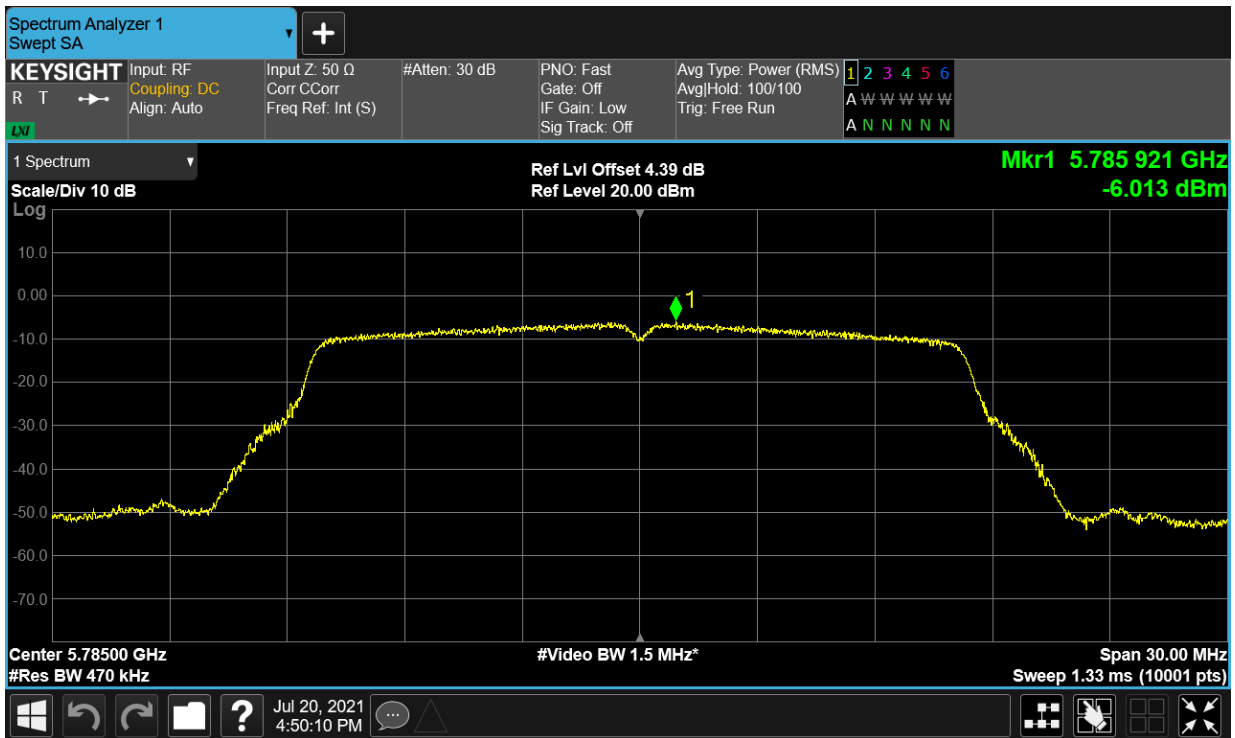 Spectrum Analyzer 1
Swept SA
+
KEYSIGHT
R T
LXI
Input: RF
Coupling: DC
Align: Auto
Input Z: 50 Ω
Corr CCorr
Freq Ref: Int (S)
#Atten: 30 dB
PNO: Fast
Gate: Off
IF Gain: Low
Sig Track: Off
Avg Type: Power (RMS)
Avg|Hold: 100/100
Trig: Free Run
1 2 3 4 5 6
A W W W W W
A N N N N N
1 Spectrum
Scale/Div 10 dB
Log
Ref Lvl Offset 4.39 dB
Ref Level 20.00 dBm
Mkr1 5.785 921 GHz
-6.013 dBm
10.0
0.00
-10.0
-20.0
-30.0
-40.0
-50.0
-60.0
-70.0
1
Center 5.78500 GHz
#Res BW 470 kHz
#Video BW 1.5 MHz*
Span 30.00 MHz
Sweep 1.33 ms (10001 pts)
?
Jul 20, 2021
4:50:10 PM